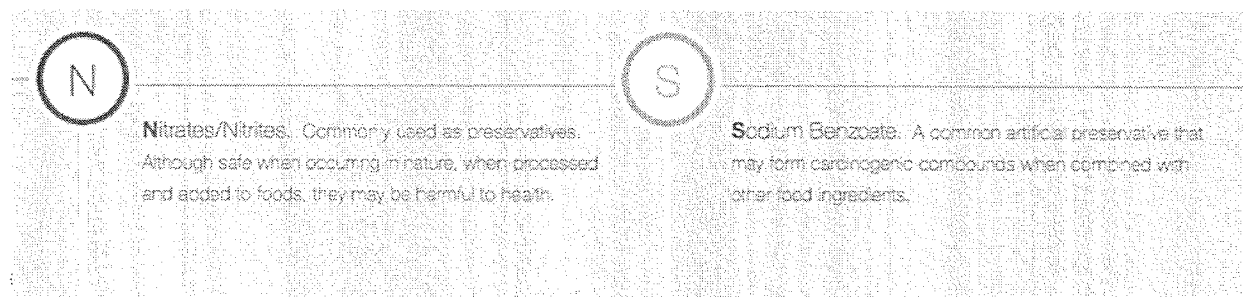 N
Nitrates/Nitrites. Commonly used as preservatives.
Although safe when occurring in nature, when processed
and added to foods, they may be harmful to health.
S
Sodium Benzoate. A common artificial preservative that
may form carcinogenic compounds when combined with
other food ingredients.